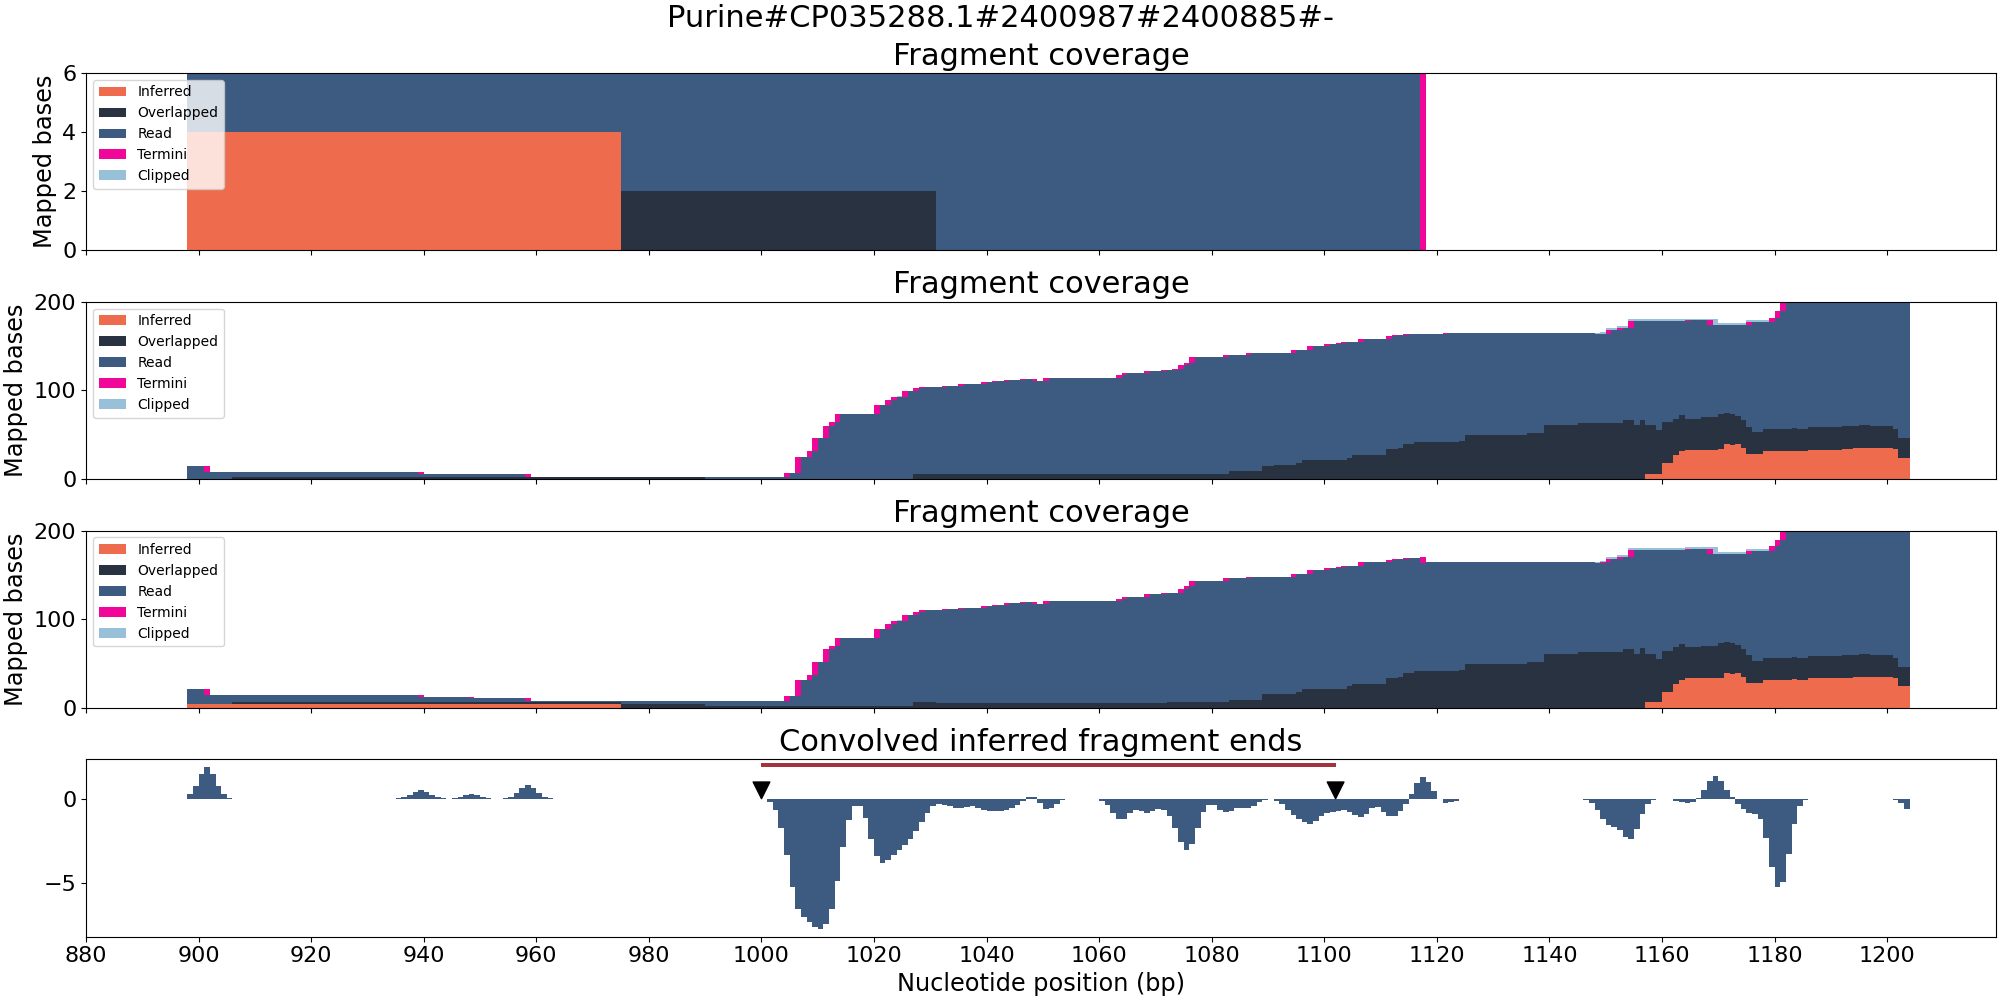 Purine#CP035288.1#2400987#2400885#-
Fragment coverage
Mapped bases
6
4
2
0
Inferred
Overlapped
Read
Termini
Clipped
Fragment coverage
Mapped bases
200
100
0
Inferred
Overlapped
Read
Termini
Clipped
Fragment coverage
Mapped bases
200
100
0
Inferred
Overlapped
Read
Termini
Clipped
Convolved inferred fragment ends
0
−5
880 900 920 940 960 980 1000 1020 1040 1060 1080 1100 1120 1140 1160 1180 1200
Nucleotide position (bp)